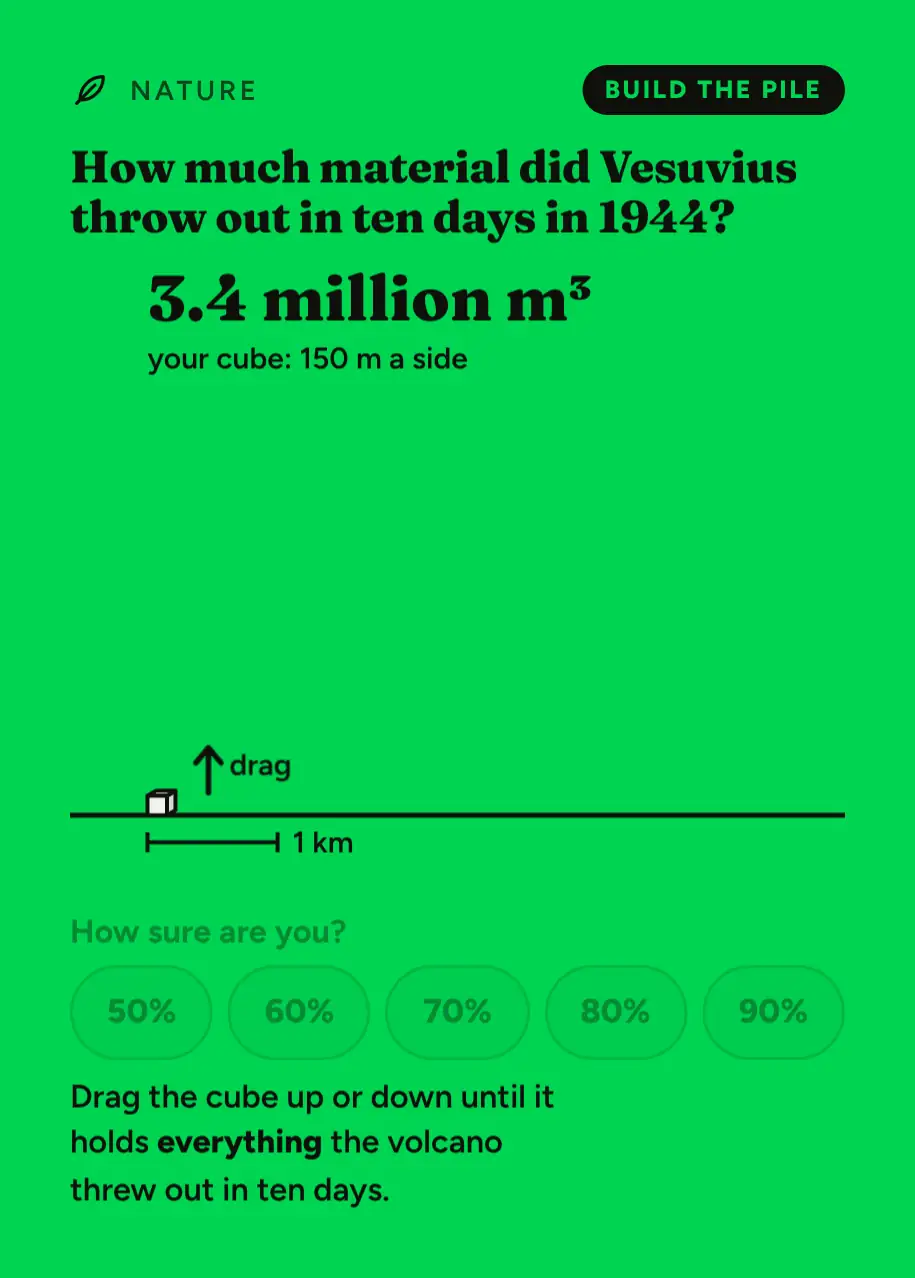 NATURE
BUILD THE PILE
How much material did Vesuvius
throw out in ten days in 1944?
3.4 million m³
your cube: 150 m a side
drag
1 km
How sure are you?
50% 60% 70% 80% 90%
Drag the cube up or down until it
holds everything the volcano
threw out in ten days.